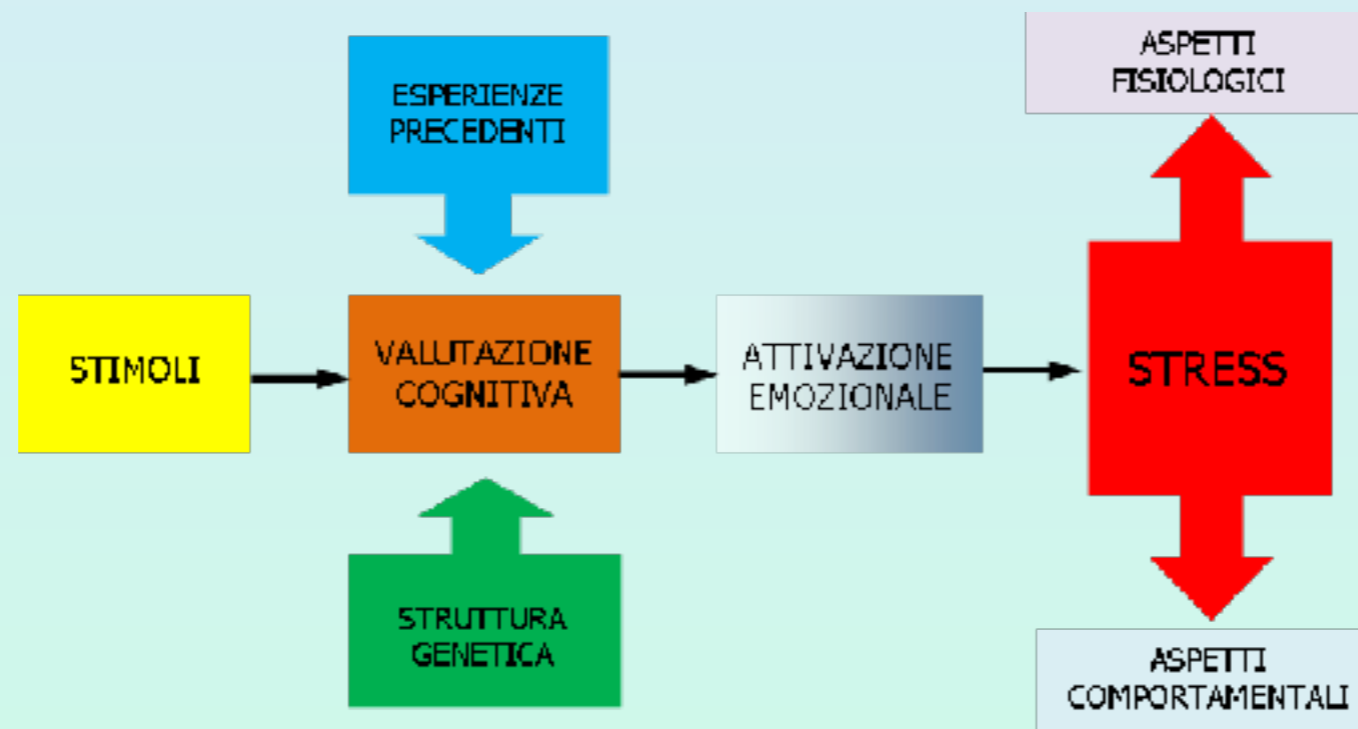 ESPERIENZE
PRECEDENTI
ASPETTI
FISIOLOGICI
STIMOLI
VALUTAZIONE
COGNITIVA
ATTIVAZIONE
EMOZIONALE
STRESS
STRUTTURA
GENETICA
ASPETTI
COMPORTAMENTALI